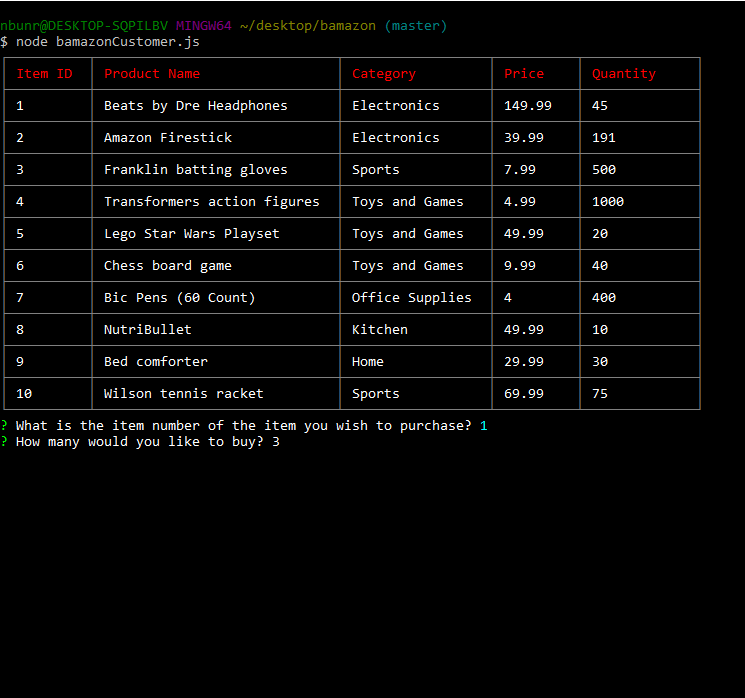 nbunr@DESKTOP-SQPILBV MINGW64 ~/desktop/bamazon (master)
$ node bamazonCustomer.js
Item ID Product Name Category Price Quantity
1 Beats by Dre Headphones Electronics 149.99 45
2 Amazon Firestick Electronics 39.99 191
3 Franklin batting gloves Sports 7.99 500
4 Transformers action figures Toys and Games 4.99 1000
5 Lego Star Wars Playset Toys and Games 49.99 20
6 Chess board game Toys and Games 9.99 40
7 Bic Pens (60 Count) Office Supplies 4 400
8 NutriBullet Kitchen 49.99 10
9 Bed comforter Home 29.99 30
10 Wilson tennis racket Sports 69.99 75
? What is the item number of the item you wish to purchase? 1
? How many would you like to buy? 3